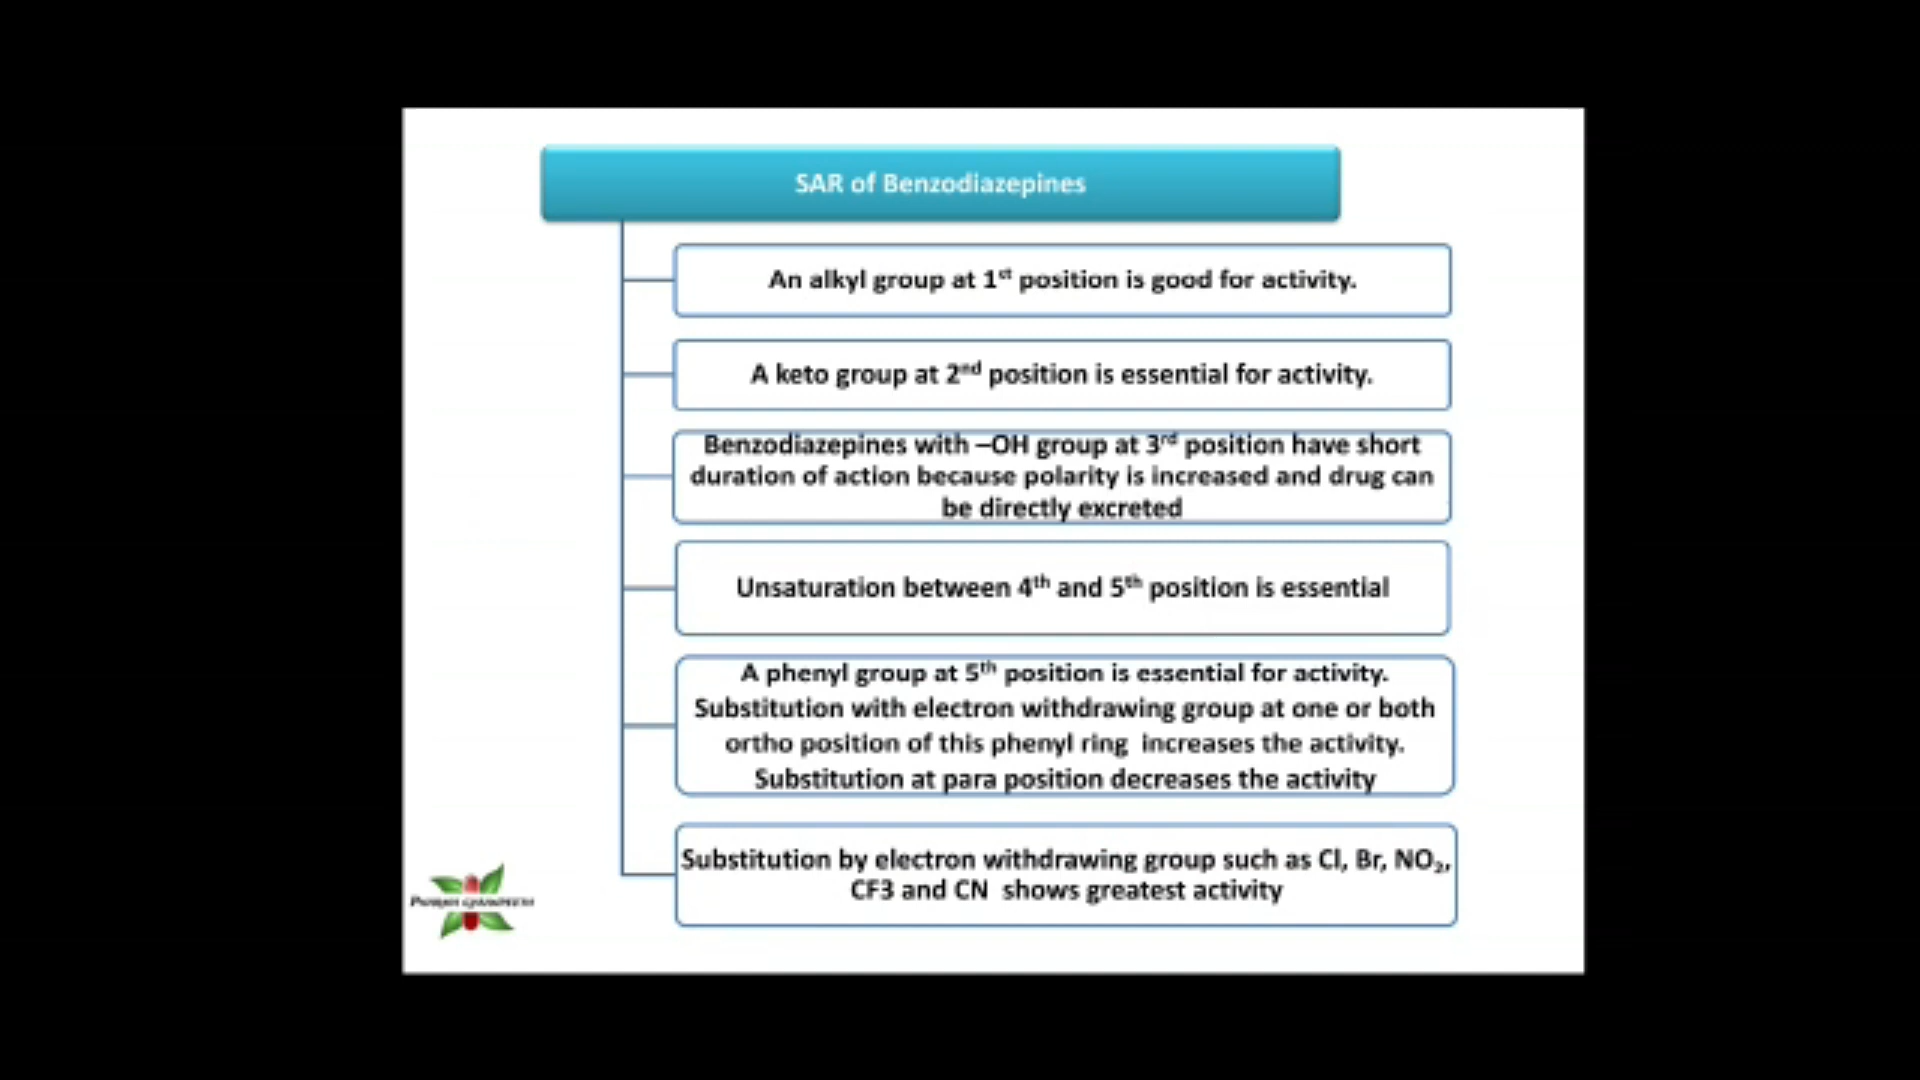 SAR of Benzodiazepines
An alkyl group at 1st position is good for activity.
A keto group at 2nd position is essential for activity.
Benzodiazepines with –OH group at 3rd position have short
duration of action because polarity is increased and drug can
be directly excreted
Unsaturation between 4th and 5th position is essential
A phenyl group at 5th position is essential for activity.
Substitution with electron withdrawing group at one or both
ortho position of this phenyl ring increases the activity.
Substitution at para position decreases the activity
Substitution by electron withdrawing group such as Cl, Br, NO₂,
CF3 and CN shows greatest activity